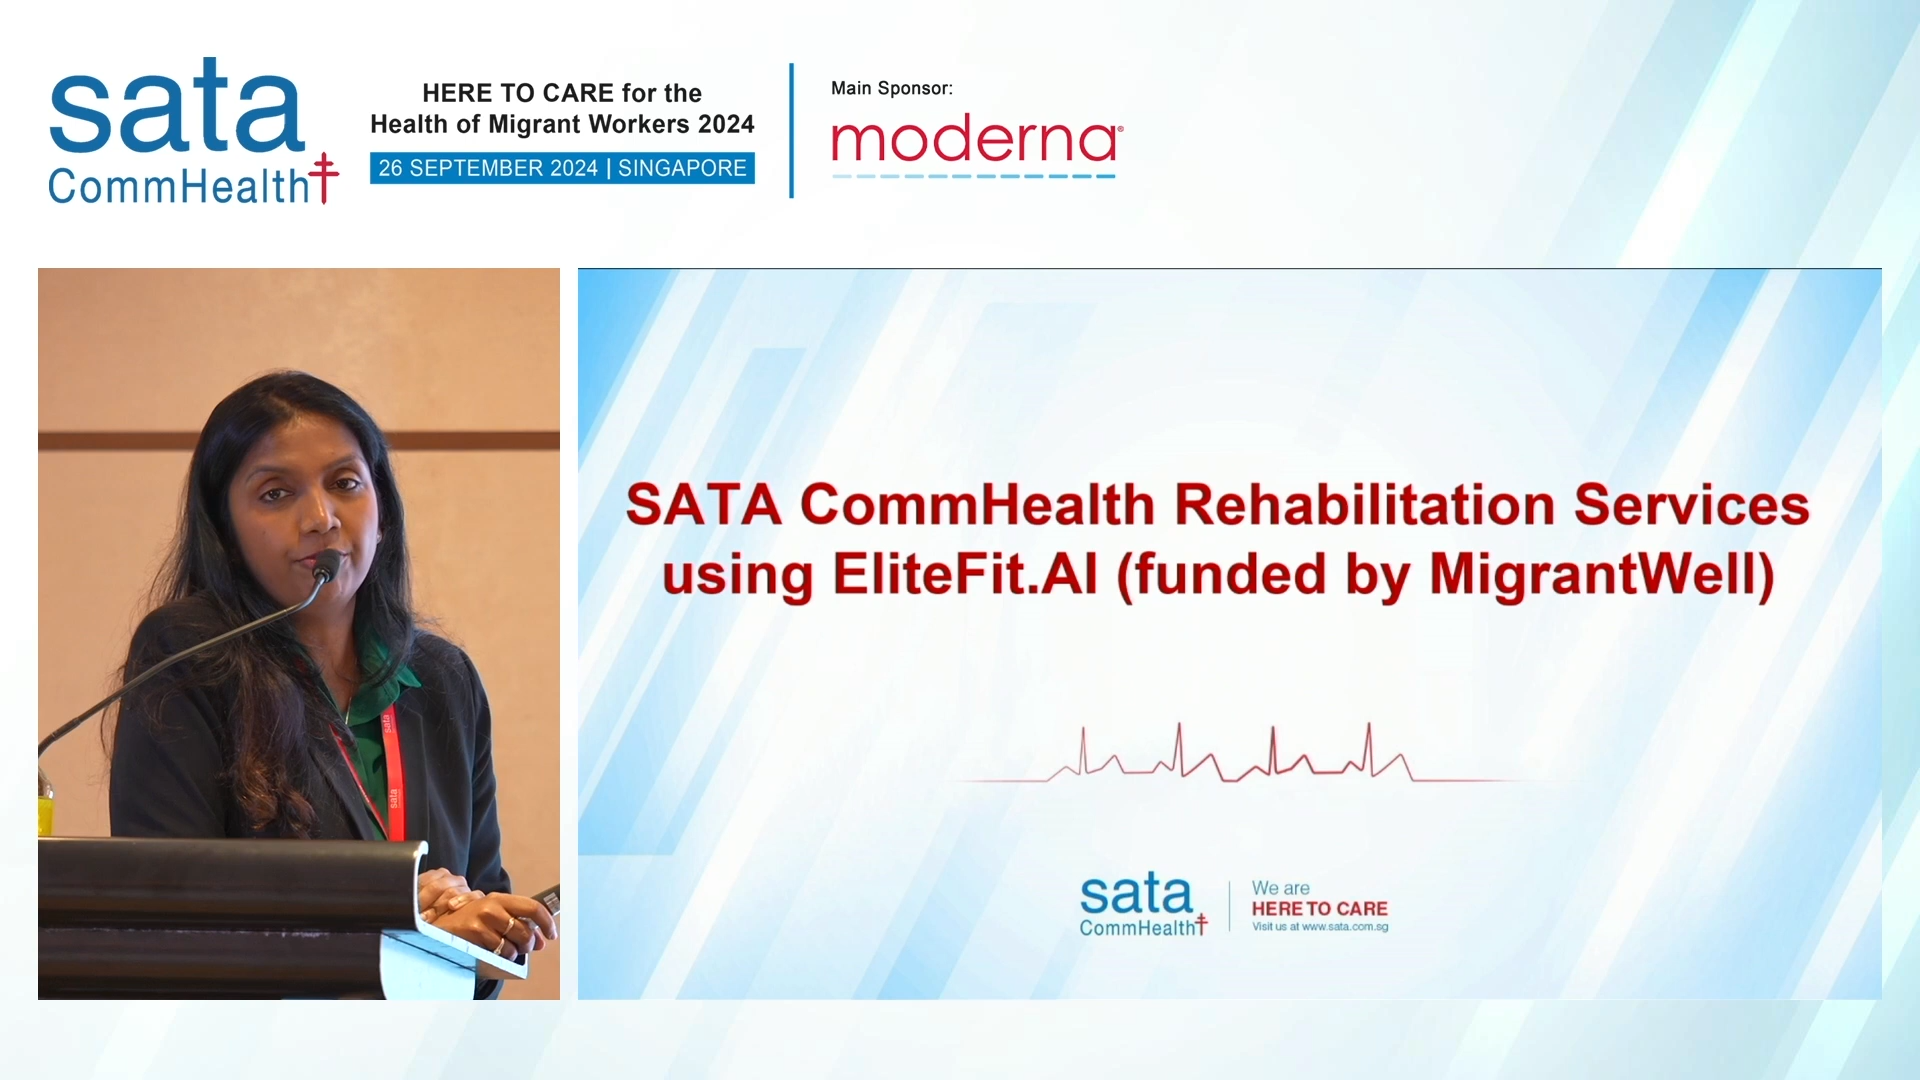 sata
CommHealth
HERE TO CARE for the
Health of Migrant Workers 2024
26 SEPTEMBER 2024 | SINGAPORE
Main Sponsor:
moderna®
SATA CommHealth Rehabilitation Services
using EliteFit.AI (funded by MigrantWell)
sata
CommHealth
We are
HERE TO CARE
Visit us at www.sata.com.sg
sata
sata